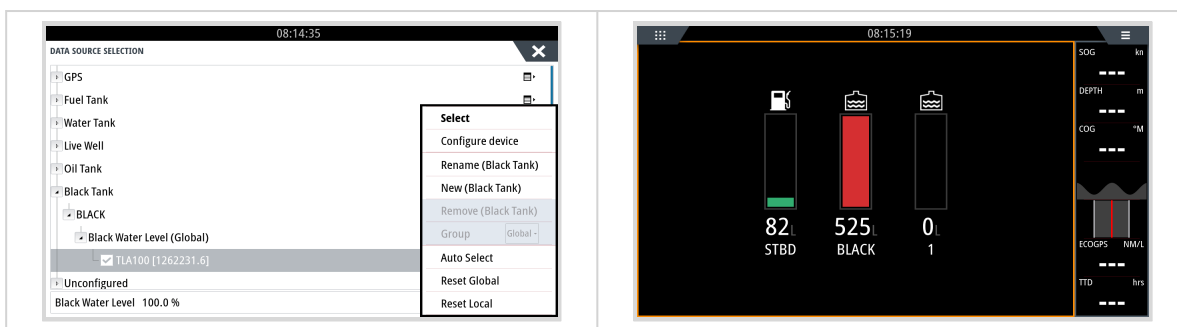 08:14:35
DATA SOURCE SELECTION
GPS
Fuel Tank
Water Tank
Live Well
Oil Tank
Black Tank
BLACK
Black Water Level (Global)
TLA100 [1262231.6]
Unconfigured
Black Water Level 100.0 %
Select
Configure device
Rename (Black Tank)
New (Black Tank)
Remove (Black Tank)
Group Global
Auto Select
Reset Global
Reset Local
08:15:19
82L
STBD
525L
BLACK
0L
1
SOG kn
---
DEPTH m
---
COG °M
---
ECOGPS NM/L
---
TTD hrs
---